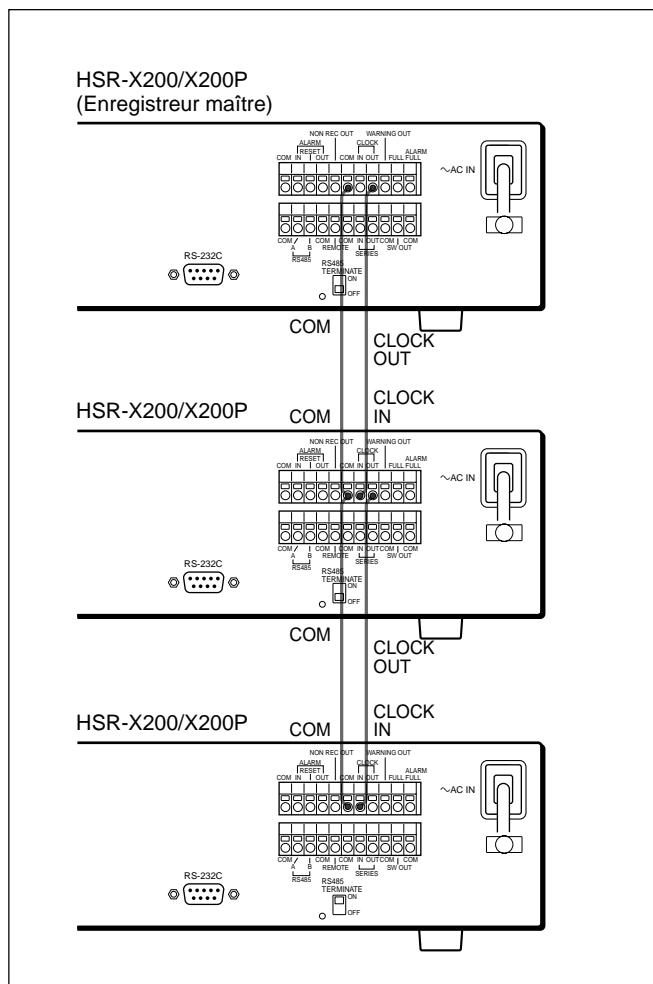 HSR-X200/X200P
(Enregistreur maître)
NON REC OUT WARNING OUT
ALARM CLOCK
RESET ALARM
COM IN OUT COM IN OUT FULL FULL
~AC IN
COM A B COM REMOTE COM IN OUT COM SW OUT COM
RS485 SERIES
RS-232C
RS485
TERMINATE
ON
OFF
COM
CLOCK
OUT
CLOCK
HSR-X200/X200P COM IN
NON REC OUT WARNING OUT
ALARM CLOCK
RESET ALARM
COM IN OUT COM IN OUT FULL FULL
~AC IN
COM A B COM REMOTE COM IN OUT COM SW OUT COM
RS485 SERIES
RS-232C
RS485
TERMINATE
ON
OFF
COM
CLOCK
OUT
CLOCK
HSR-X200/X200P COM IN
NON REC OUT WARNING OUT
ALARM CLOCK
RESET ALARM
COM IN OUT COM IN OUT FULL FULL
~AC IN
COM A B COM REMOTE COM IN OUT COM SW OUT COM
RS485 SERIES
RS-232C
RS485
TERMINATE
ON
OFF